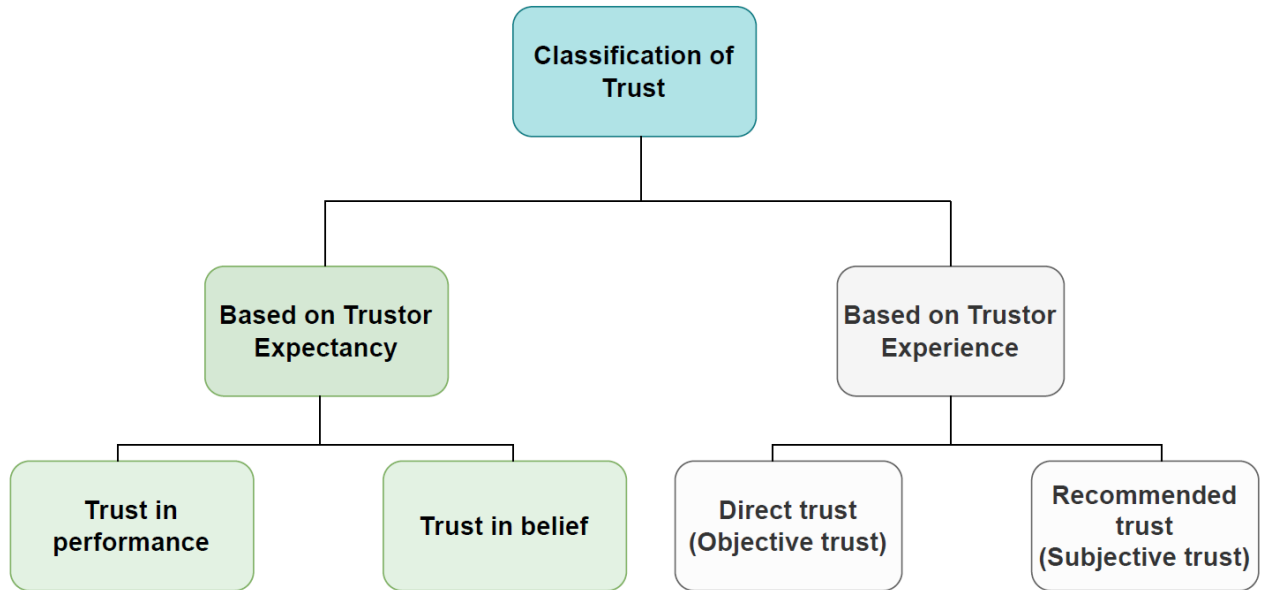 Classification of
Trust
Based on Trustor
Expectancy
Based on Trustor
Experience
Trust in
performance
Trust in belief
Direct trust
(Objective trust)
Recommended
trust
(Subjective trust)